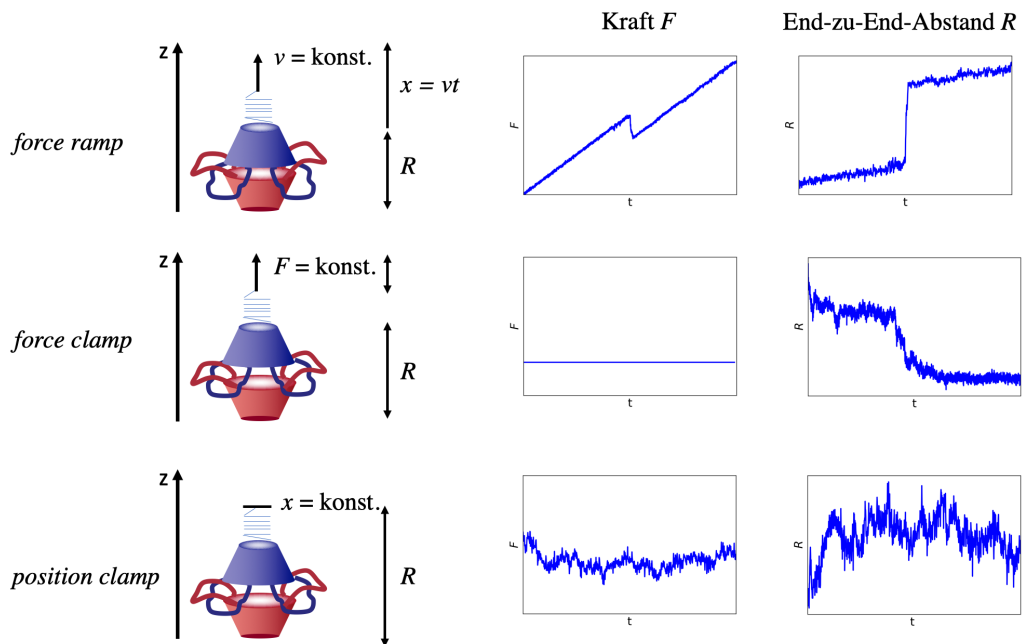 Kraft F
End-zu-End-Abstand R
force ramp
z
v = konst.
x = vt
R
F
t
R
t
force clamp
z
F = konst.
R
F
t
R
t
position clamp
z
x = konst.
R
F
t
R
t